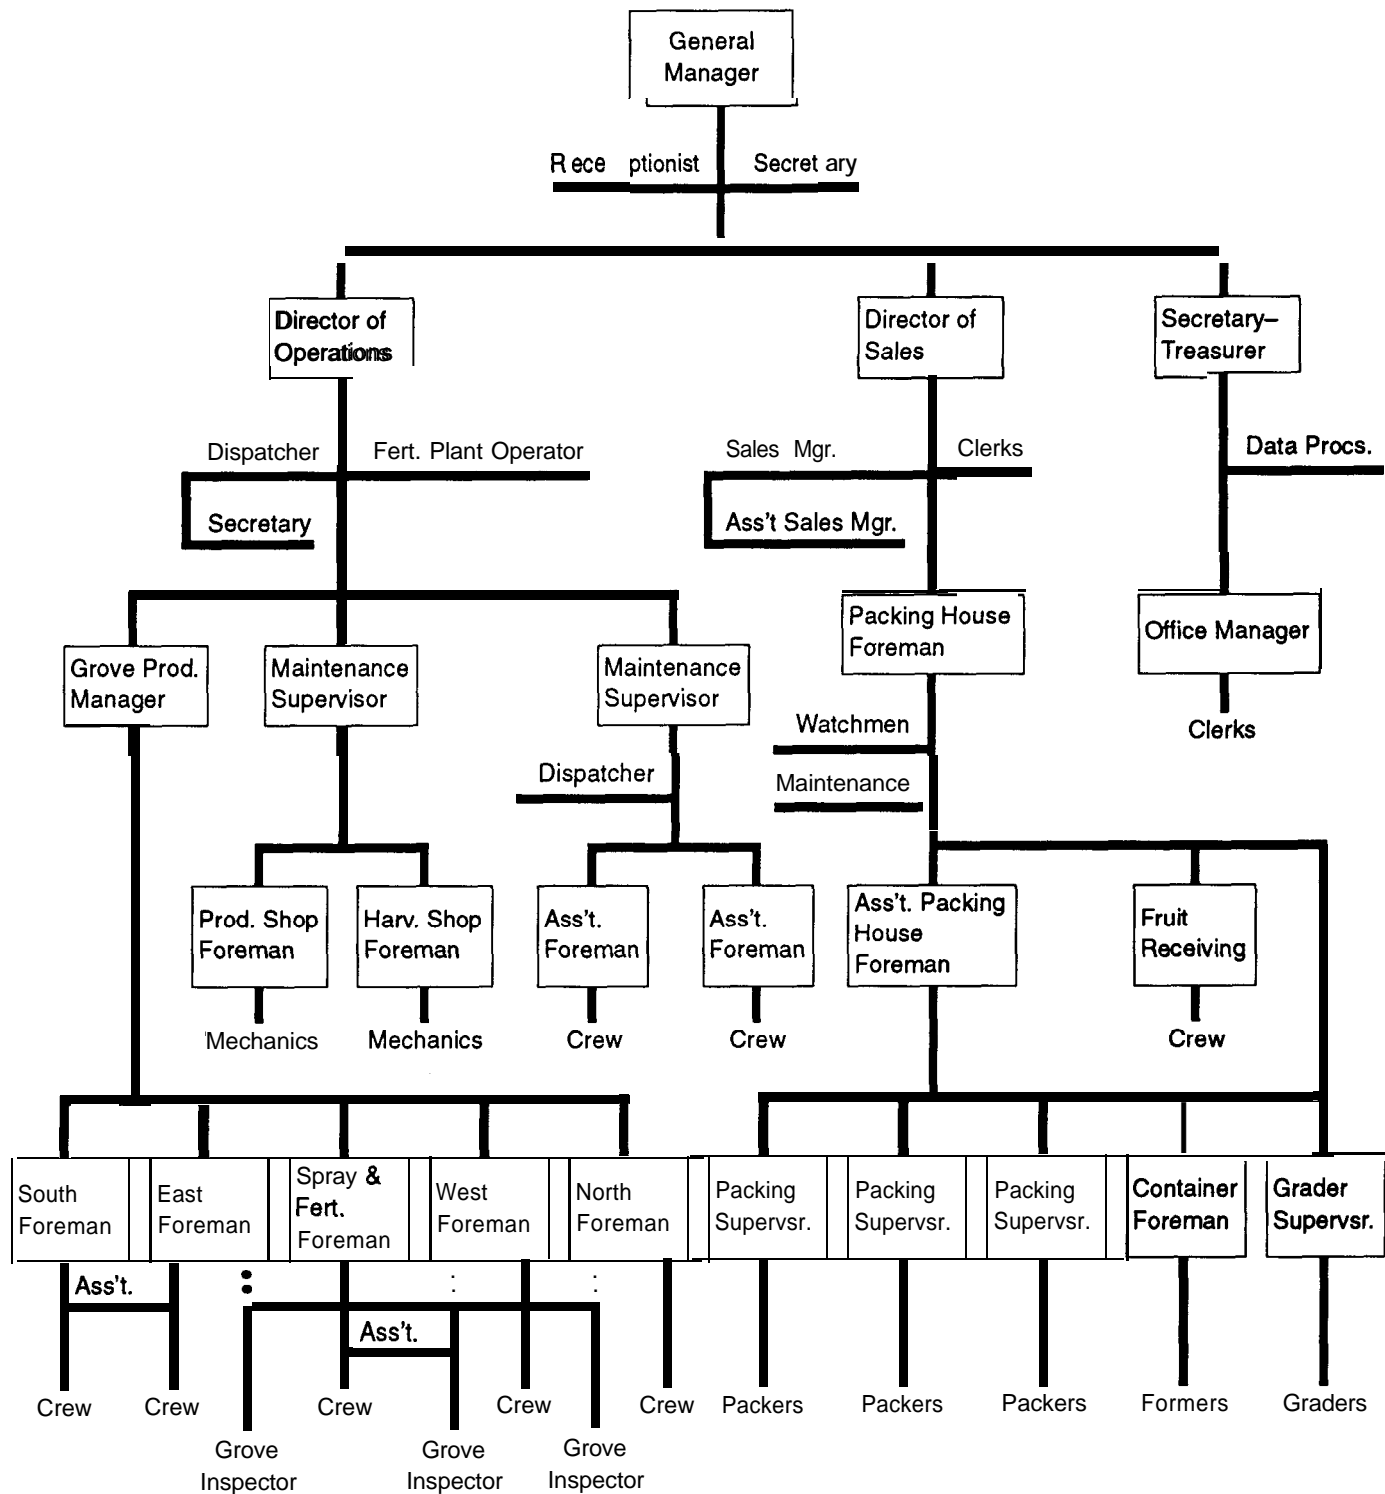 General
Manager
Receptionist Secretary
Director of
Operations
Director of
Sales
Secretary–
Treasurer
Dispatcher Fert. Plant Operator
Secretary
Sales Mgr. Clerks
Ass't Sales Mgr.
Data Procs.
Grove Prod.
Manager
Maintenance
Supervisor
Maintenance
Supervisor
Packing House
Foreman
Office Manager
Clerks
Watchmen
Maintenance
Dispatcher
Prod. Shop
Foreman
Harv. Shop
Foreman
Ass't.
Foreman
Ass't.
Foreman
Ass't. Packing
House
Foreman
Fruit
Receiving
Mechanics
Mechanics
Crew
Crew
Crew
South
Foreman
East
Foreman
Spray &
Fert.
Foreman
West
Foreman
North
Foreman
Packing
Supervsr.
Packing
Supervsr.
Packing
Supervsr.
Container
Foreman
Grader
Supervsr.
Ass't.
Ass't.
Crew
Crew
Crew
Crew
Crew
Packers
Packers
Packers
Formers
Graders
Grove
Inspector
Grove
Inspector
Grove
Inspector